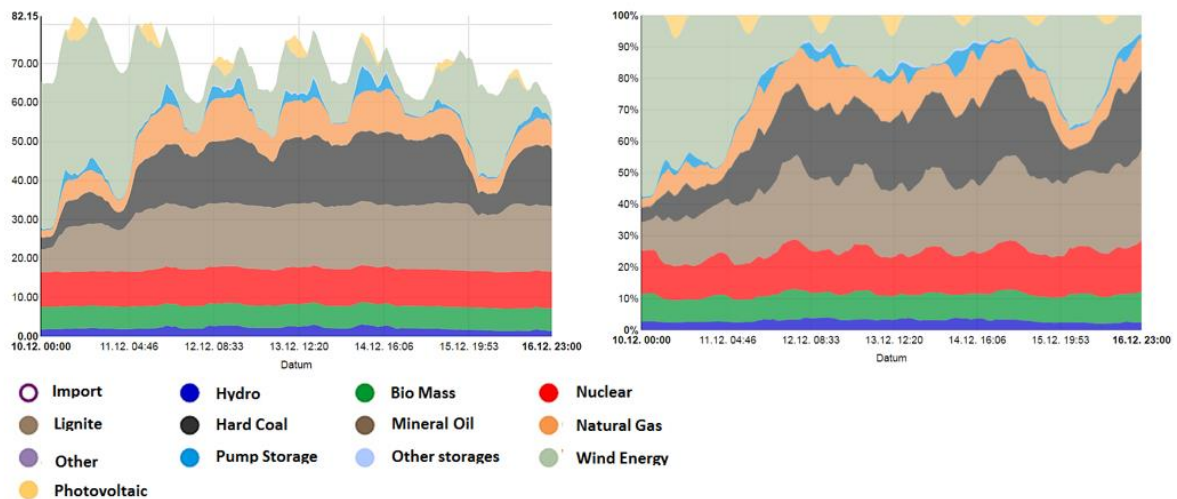 82.15
70.00
60.00
50.00
40.00
30.00
20.00
10.00
0.00
10.12. 00:00 11.12. 04:46 12.12. 08:33 13.12. 12:20 14.12. 16:06 15.12. 19:53 16.12. 23:00
Datum
100%
90%
80%
70%
60%
50%
40%
30%
20%
10%
0%
10.12. 00:00 11.12. 04:46 12.12. 08:33 13.12. 12:20 14.12. 16:06 15.12. 19:53 16.12. 23:00
Datum
Import Hydro Bio Mass Nuclear
Lignite Hard Coal Mineral Oil Natural Gas
Other Pump Storage Other storages Wind Energy
Photovoltaic